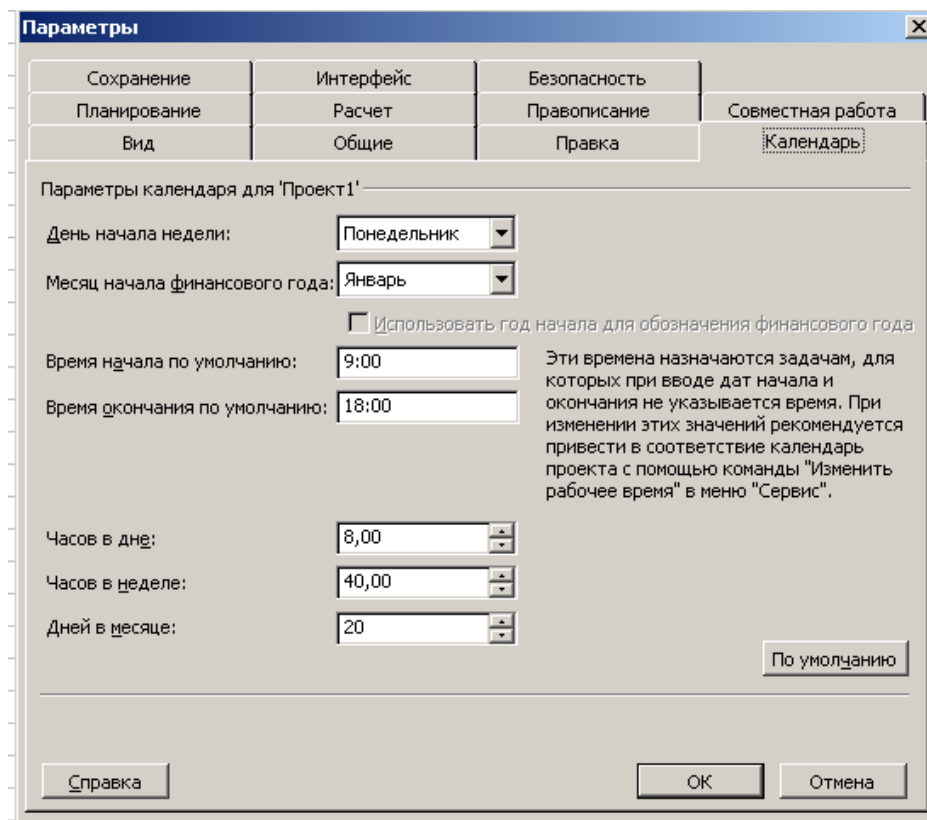 Параметры
Сохранение
Интерфейс
Безопасность
Планирование
Расчет
Правописание
Совместная работа
Вид
Общие
Правка
Календарь
Параметры календаря для 'Проект1'
День начала недели:
Понедельник
Месяц начала финансового года:
Январь
Использовать год начала для обозначения финансового года
Время начала по умолчанию:
9:00
Время окончания по умолчанию:
18:00
Эти времена назначаются задачам, для
которых при вводе дат начала и
окончания не указывается время. При
изменении этих значений рекомендуется
привести в соответствие календарь
проекта с помощью команды "Изменить
рабочее время" в меню "Сервис".
Часов в дне:
8,00
Часов в неделе:
40,00
Дней в месяце:
20
По умолчанию
Справка
ОК
Отмена